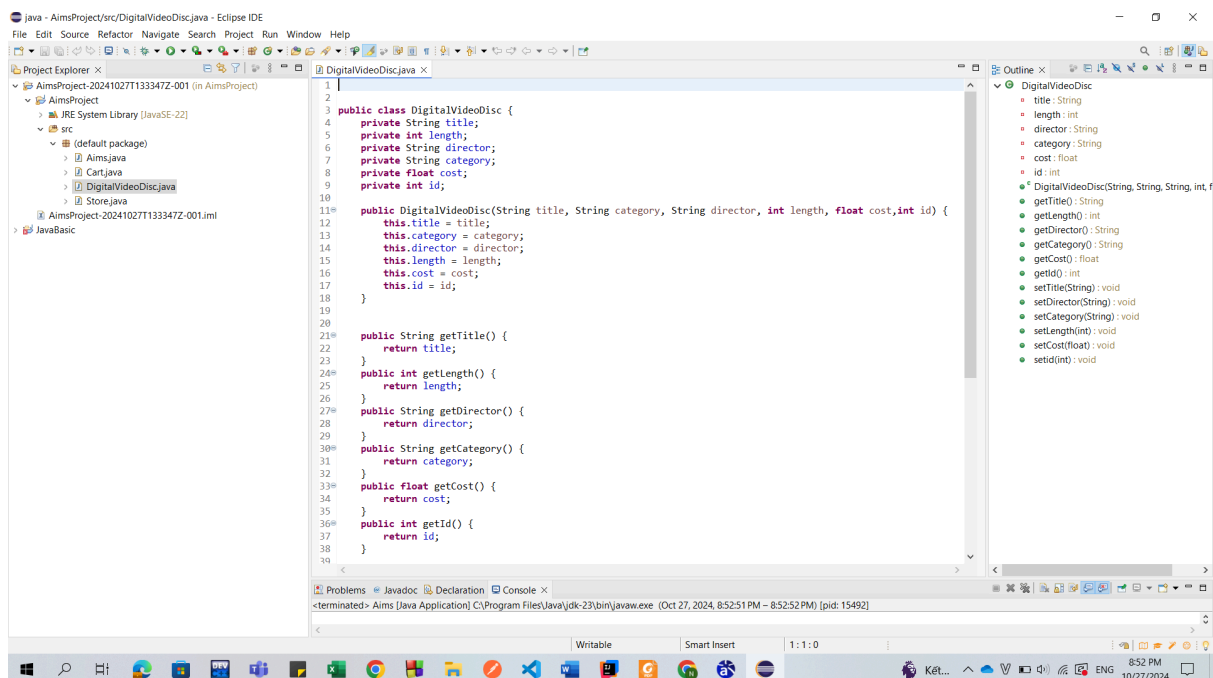 java - AimsProject/src/DigitalVideoDisc.java - Eclipse IDE
File Edit Source Refactor Navigate Search Project Run Window Help
Project Explorer
AimsProject-20241027T133347Z-001 (in AimsProject)
AimsProject
JRE System Library [JavaSE-22]
src
(default package)
Aims.java
Cart.java
DigitalVideoDisc.java
Store.java
AimsProject-20241027T133347Z-001.iml
JavaBasic
DigitalVideoDisc.java
1
2
3 public class DigitalVideoDisc {
4 private String title;
5 private int length;
6 private String director;
7 private String category;
8 private float cost;
9 private int id;
10
11 public DigitalVideoDisc(String title, String category, String director, int length, float cost,int id) {
12 this.title = title;
13 this.category = category;
14 this.director = director;
15 this.length = length;
16 this.cost = cost;
17 this.id = id;
18 }
19
20
21 public String getTitle() {
22 return title;
23 }
24 public int getLength() {
25 return length;
26 }
27 public String getDirector() {
28 return director;
29 }
30 public String getCategory() {
31 return category;
32 }
33 public float getCost() {
34 return cost;
35 }
36 public int getId() {
37 return id;
38 }
39
Outline
DigitalVideoDisc
title : String
length : int
director : String
category : String
cost : float
id : int
DigitalVideoDisc(String, String, String, int, f
getTitle() : String
getLength() : int
getDirector() : String
getCategory() : String
getCost() : float
getId() : int
setTitle(String) : void
setDirector(String) : void
setCategory(String) : void
setLength(int) : void
setCost(float) : void
setid(int) : void
Problems Javadoc Declaration Console
<terminated> Aims [Java Application] C:\Program Files\Java\jdk-23\bin\javaw.exe (Oct 27, 2024, 8:52:51 PM – 8:52:52 PM) [pid: 15492]
Writable Smart Insert 1 : 1 : 0
Kết... ENG 8:52 PM
10/27/2024